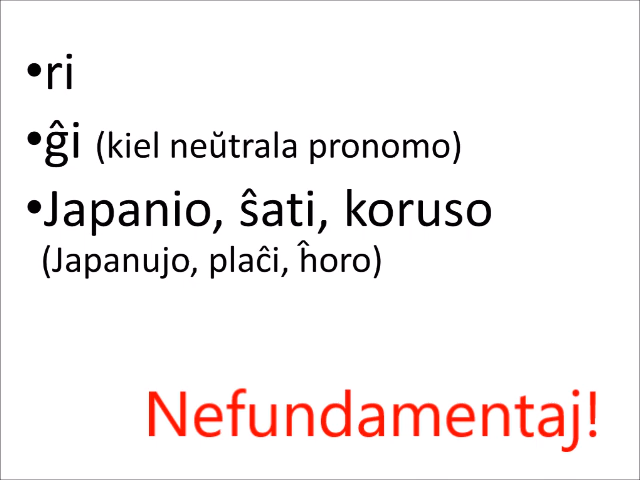 •ri
•ĝi (kiel neŭtrala pronomo)
•Japanio, ŝati, koruso
(Japanujo, plaĉi, ĥoro)
Nefundamentaj!